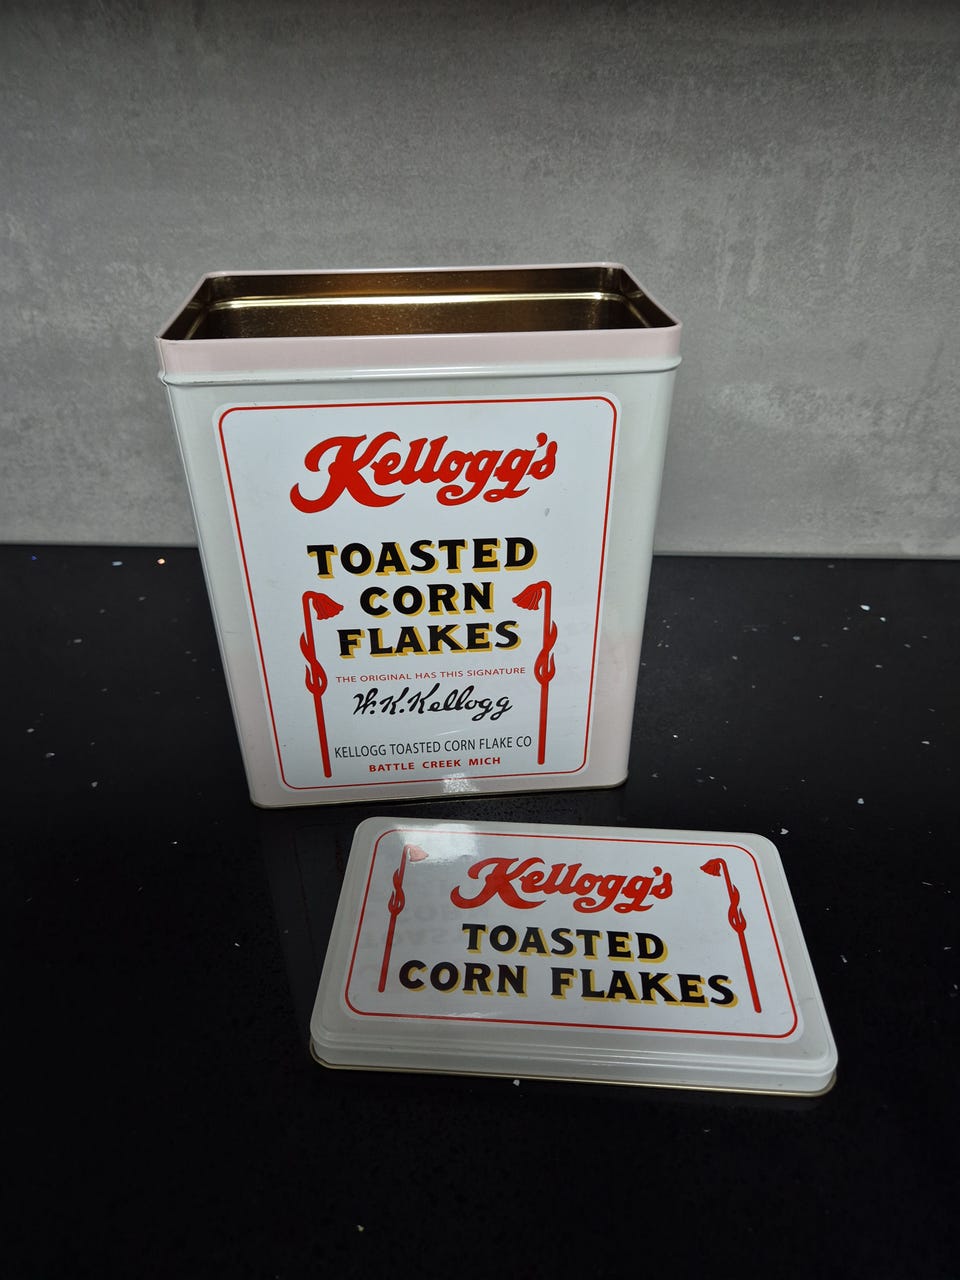 Kellogg's
TOASTED
CORN
FLAKES
THE ORIGINAL HAS THIS SIGNATURE
W.K.Kellogg
KELLOGG TOASTED CORN FLAKE CO
BATTLE CREEK MICH
Kellogg's
TOASTED
CORN FLAKES